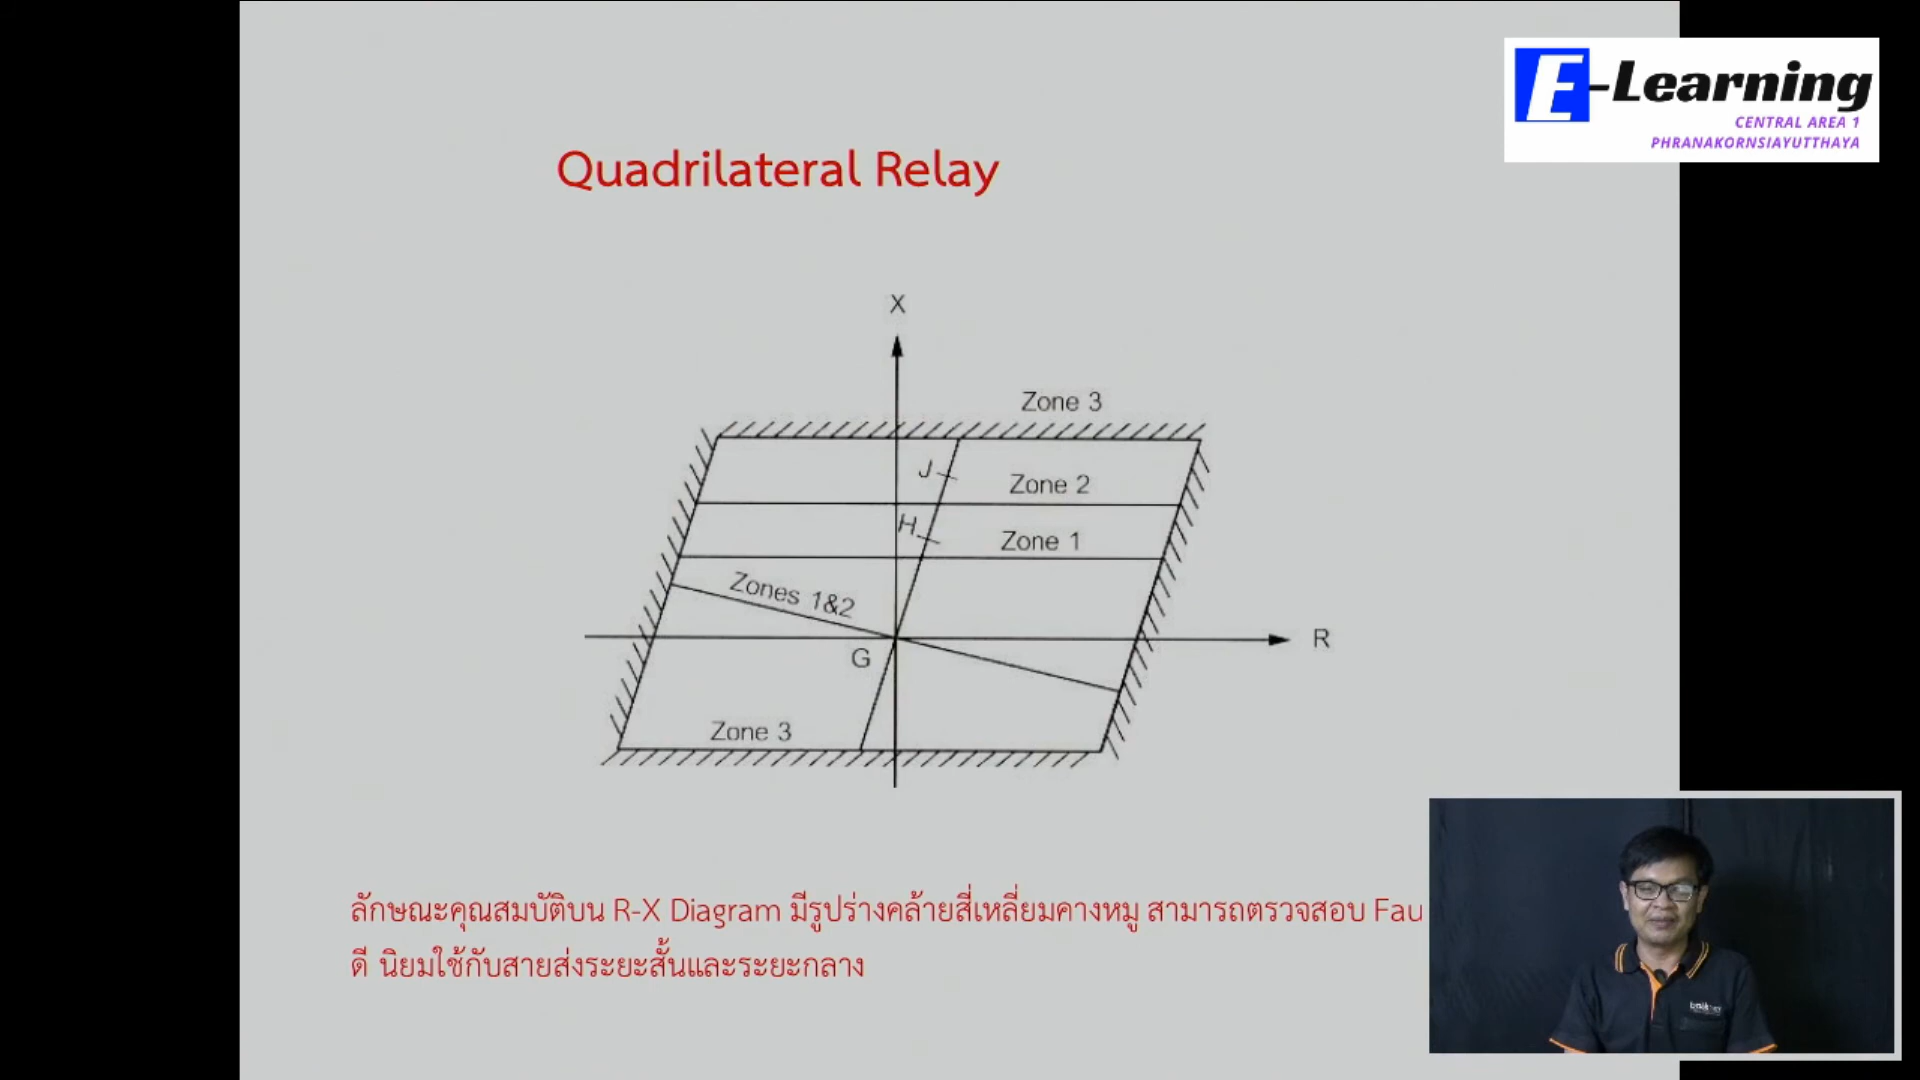 E-Learning
CENTRAL AREA 1
PHRANAKORNSIAYUTTHAYA
Quadrilateral Relay
X
Zone 3
J
Zone 2
H
Zone 1
Zones 1&2
R
G
Zone 3
ลักษณะคุณสมบัติบน R-X Diagram มีรูปร่างคล้ายสี่เหลี่ยมคางหมู สามารถตรวจสอบ Fau
ดี นิยมใช้กับสายส่งระยะสั้นและระยะกลาง